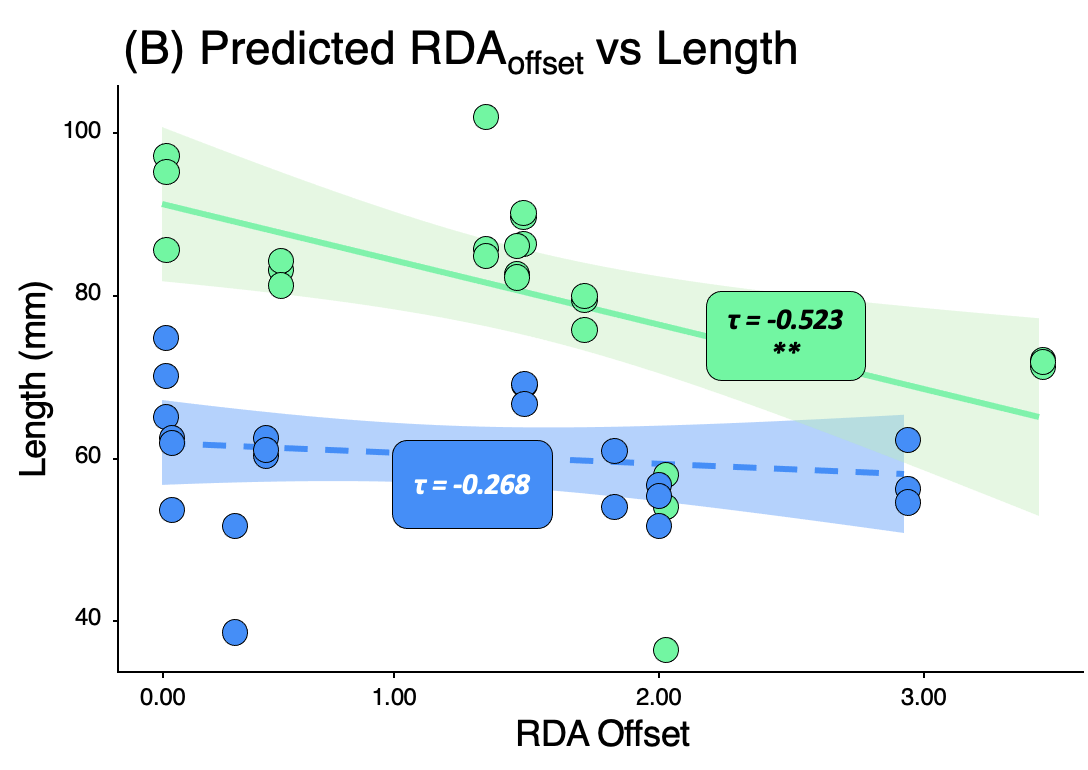 (B) Predicted RDAoffset vs Length
100
80
60
40
Length (mm)
τ = -0.523
**
τ = -0.268
0.00 1.00 2.00 3.00
RDA Offset